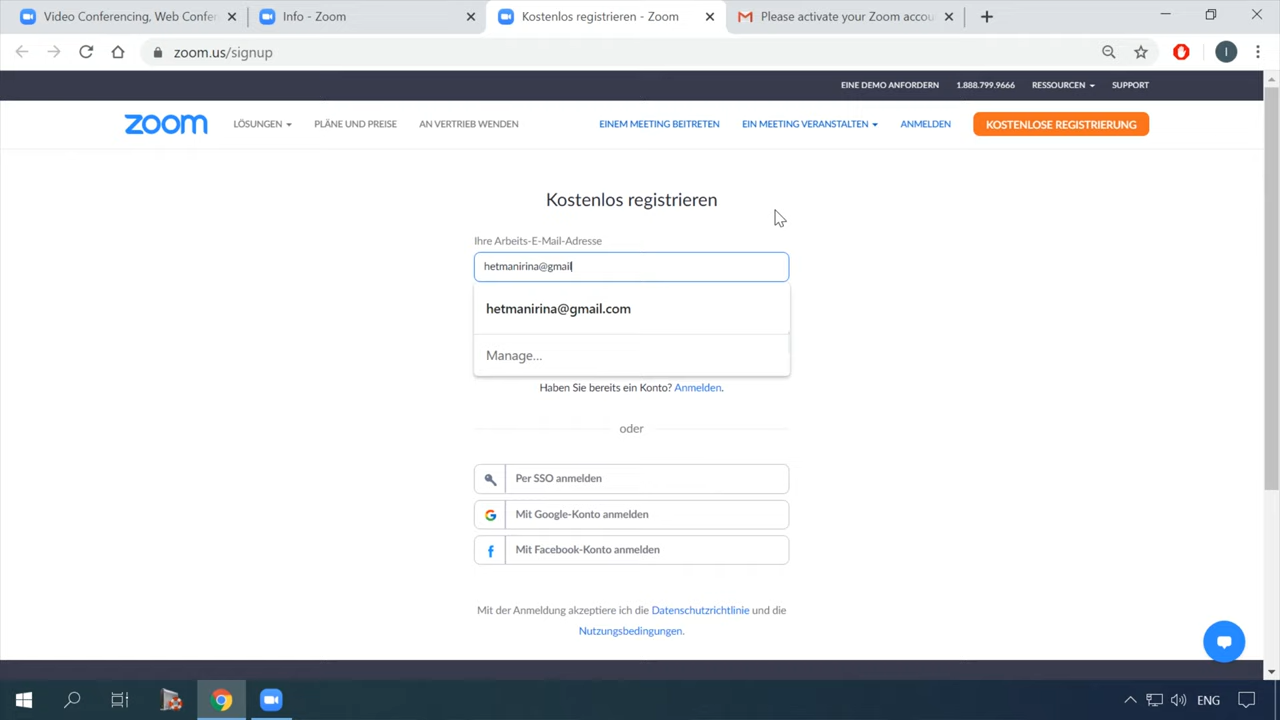 Video Conferencing, Web Confe
Info - Zoom
Kostenlos registrieren - Zoom
Please activate your Zoom accou
zoom.us/signup
I
EINE DEMO ANFORDERN
1.888.799.9666
RESSOURCEN
SUPPORT
zoom
LÖSUNGEN
PLÄNE UND PREISE
AN VERTRIEB WENDEN
EINEM MEETING BEITRETEN
EIN MEETING VERANSTALTEN
ANMELDEN
KOSTENLOSE REGISTRIERUNG
Kostenlos registrieren
Ihre Arbeits-E-Mail-Adresse
hetmanirina@gmail
hetmanirina@gmail.com
Manage...
Haben Sie bereits ein Konto? Anmelden.
oder
Per SSO anmelden
Mit Google-Konto anmelden
Mit Facebook-Konto anmelden
Mit der Anmeldung akzeptiere ich die Datenschutzrichtlinie und die
Nutzungsbedingungen.
ENG